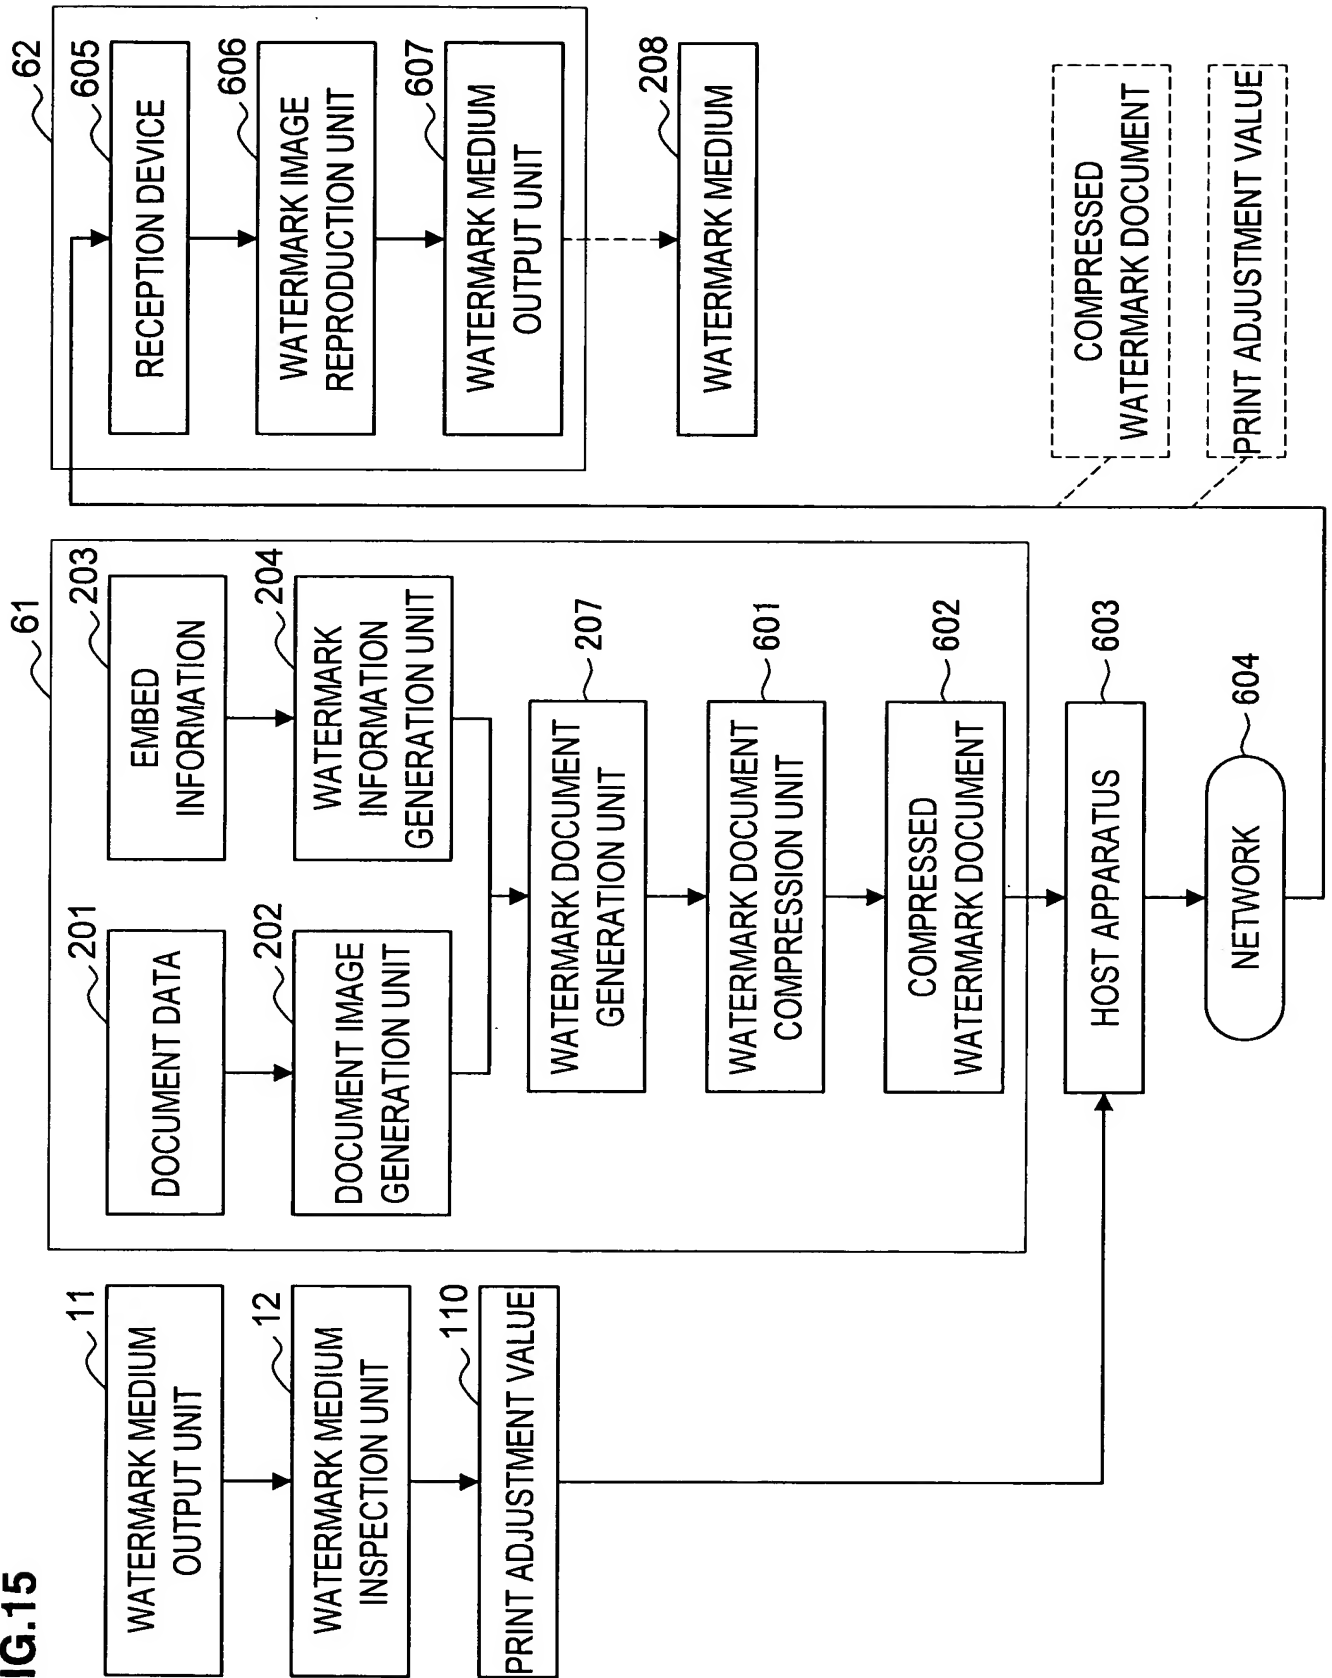 IG.15
11
WATERMARK MEDIUM
OUTPUT UNIT
12
WATERMARK MEDIUM
INSPECTION UNIT
110
PRINT ADJUSTMENT VALUE
61
201
DOCUMENT DATA
202
DOCUMENT IMAGE
GENERATION UNIT
203
EMBED
INFORMATION
204
WATERMARK
INFORMATION
GENERATION UNIT
207
WATERMARK DOCUMENT
GENERATION UNIT
601
WATERMARK DOCUMENT
COMPRESSION UNIT
602
COMPRESSED
WATERMARK DOCUMENT
603
HOST APPARATUS
604
NETWORK
62
605
RECEPTION DEVICE
606
WATERMARK IMAGE
REPRODUCTION UNIT
607
WATERMARK MEDIUM
OUTPUT UNIT
208
WATERMARK MEDIUM
COMPRESSED
WATERMARK DOCUMENT
PRINT ADJUSTMENT VALUE